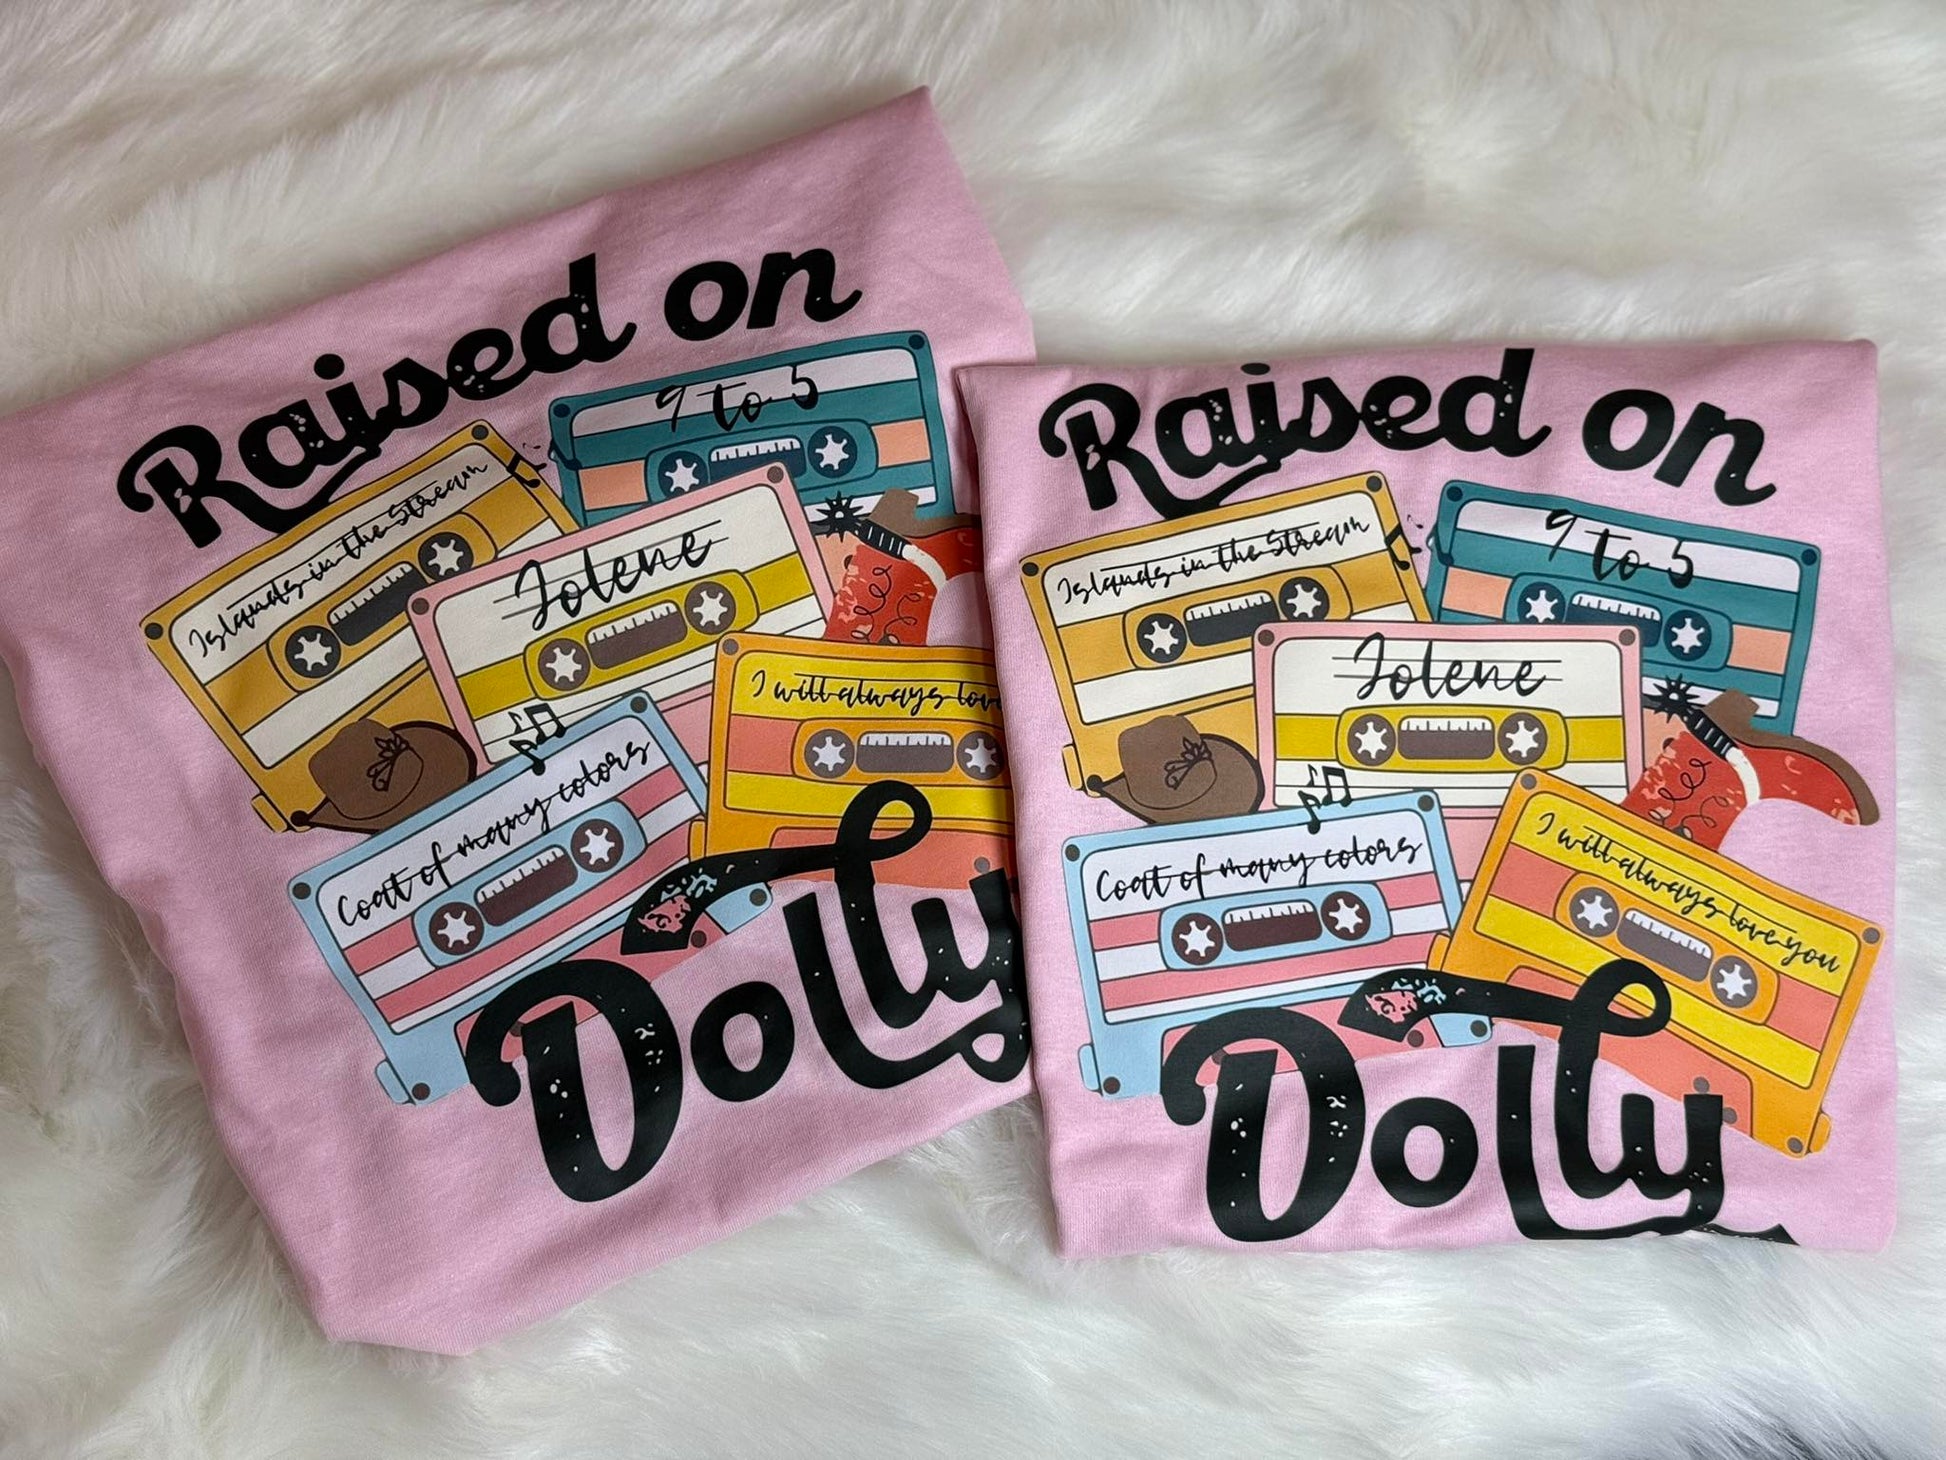 Raised on
9 to 5
Islands in the Stream
Jolene
I will always love
Coat of many colors
Dolly
Raised on
Islands in the Stream
9 to 5
Jolene
Coat of many colors
I will always love you
Dolly